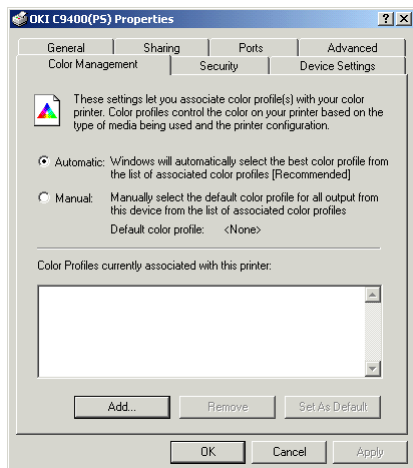 OKI C9400(PS) Properties
General Sharing Ports Advanced
Color Management Security Device Settings
These settings let you associate color profile(s) with your color
printer. Color profiles control the color on your printer based on the
type of media being used and the printer configuration.
Automatic: Windows will automatically select the best color profile from
the list of associated color profiles [Recommended]
Manual: Manually select the default color profile for all output from
this device from the list of associated color profiles
Default color profile: <None>
Color Profiles currently associated with this printer:
Add... Remove Set As Default
OK Cancel Apply